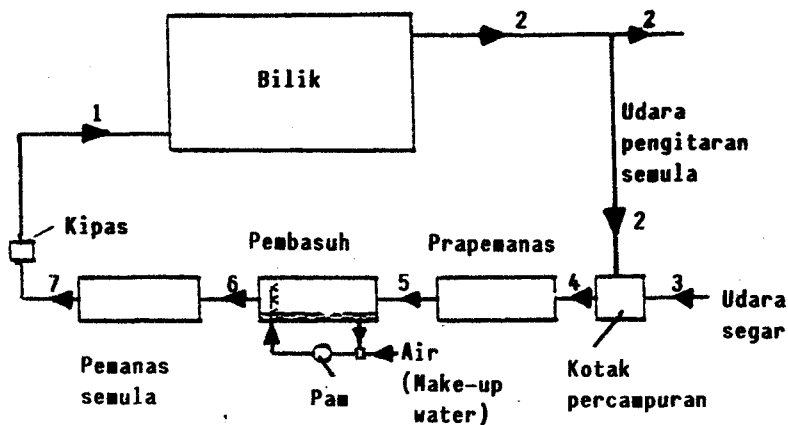 2
2
Bilik
1
Udara
pengitaran
semula
2
Kipas
Pembasuh
Prapemanas
7
6
5
4
3
Udara
segar
Pemanas
semula
Pam
Air
(Make-up
water)
Kotak
percampuran